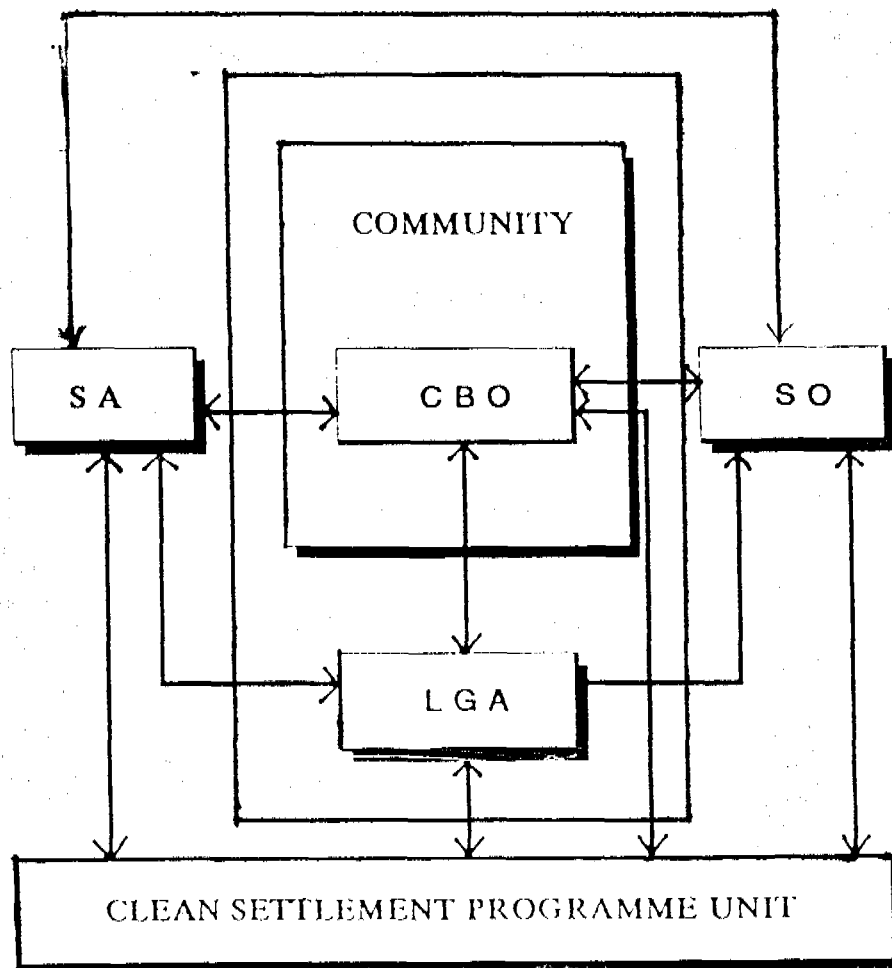 COMMUNITY
S A
C B O
S O
L G A
CLEAN SETTLEMENT PROGRAMME UNIT